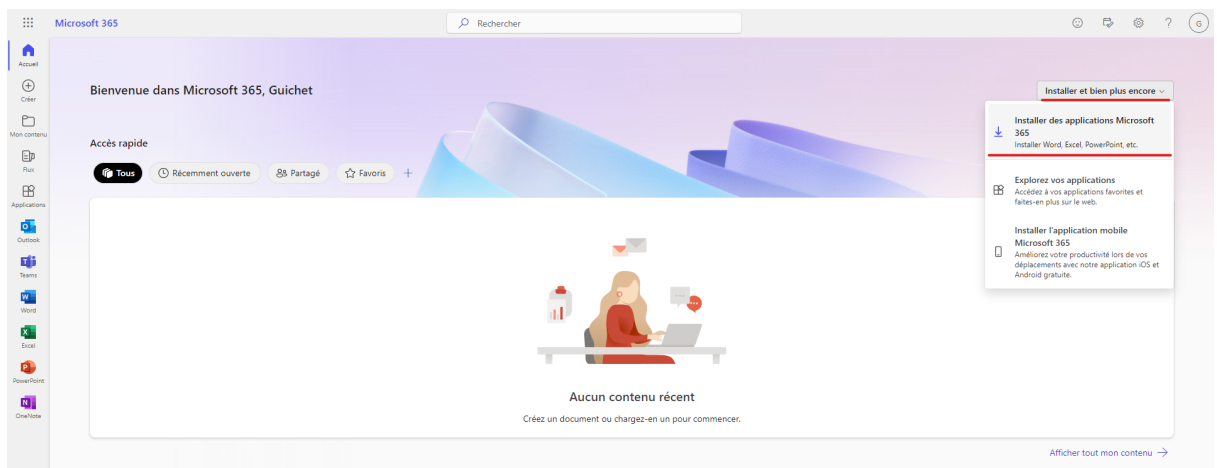 Microsoft 365
Rechercher
?
G
Accueil
Créer
Mon contenu
Flux
Applications
Outlook
Teams
Word
Excel
PowerPoint
OneNote
Bienvenue dans Microsoft 365, Guichet
Installer et bien plus encore
Installer des applications Microsoft
365
Installer Word, Excel, PowerPoint, etc.
Explorez vos applications
Accédez à vos applications favorites et
faites-en plus sur le web.
Installer l'application mobile
Microsoft 365
Améliorez votre productivité lors de vos
déplacements avec notre application iOS et
Android gratuite.
Accès rapide
Tous
Récemment ouverte
Partagé
Favoris
+
Aucun contenu récent
Créez un document ou chargez-en un pour commencer.
Afficher tout mon contenu →